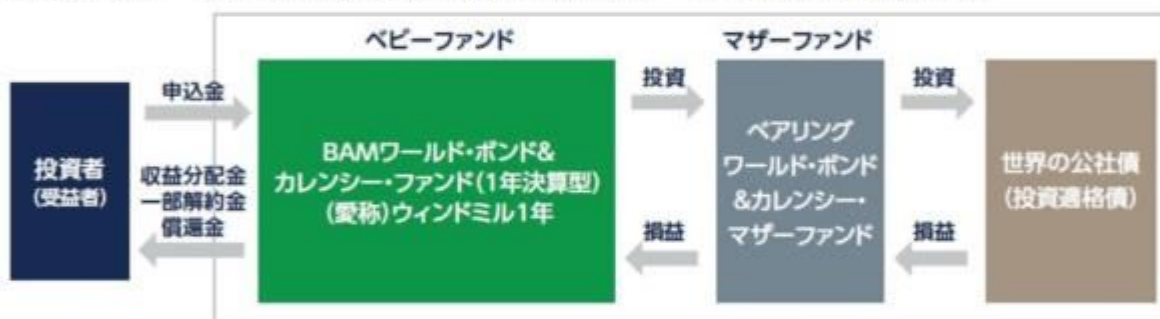 ベビーファンド
マザーファンド
申込金
投資
投資
投資者
(受益者)
収益分配金
一部解約金
償還金
BAMワールド・ボンド&
カレンシー・ファンド(1年決算型)
(愛称)ウィンドミル1年
ベアリング
ワールド・ボンド
&カレンシー・
マザーファンド
世界の公社債
(投資適格債)
損益
損益